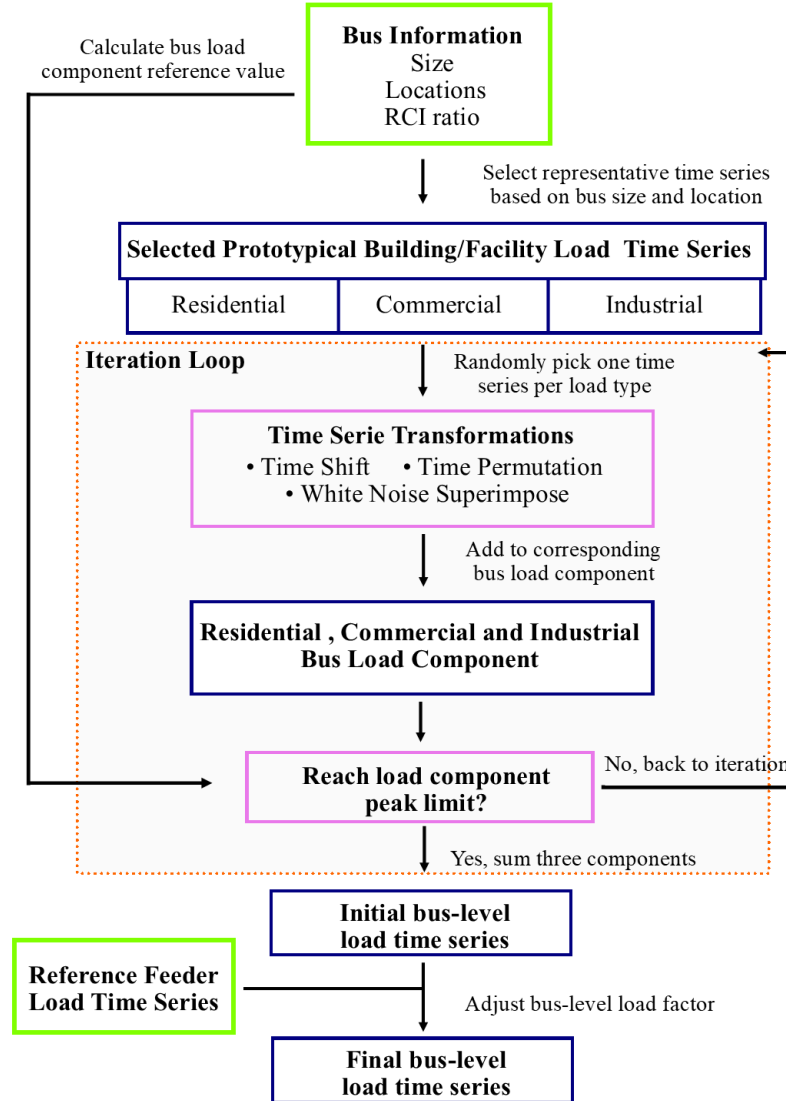 Bus Information
Size
Locations
RCI ratio
Calculate bus load
component reference value
Select representative time series
based on bus size and location
Selected Prototypical Building/Facility Load Time Series
Residential
Commercial
Industrial
Iteration Loop
Randomly pick one time
series per load type
Time Serie Transformations
• Time Shift • Time Permutation
• White Noise Superimpose
Add to corresponding
bus load component
Residential , Commercial and Industrial
Bus Load Component
Reach load component
peak limit?
No, back to iteration
Yes, sum three components
Initial bus-level
load time series
Reference Feeder
Load Time Series
Adjust bus-level load factor
Final bus-level
load time series